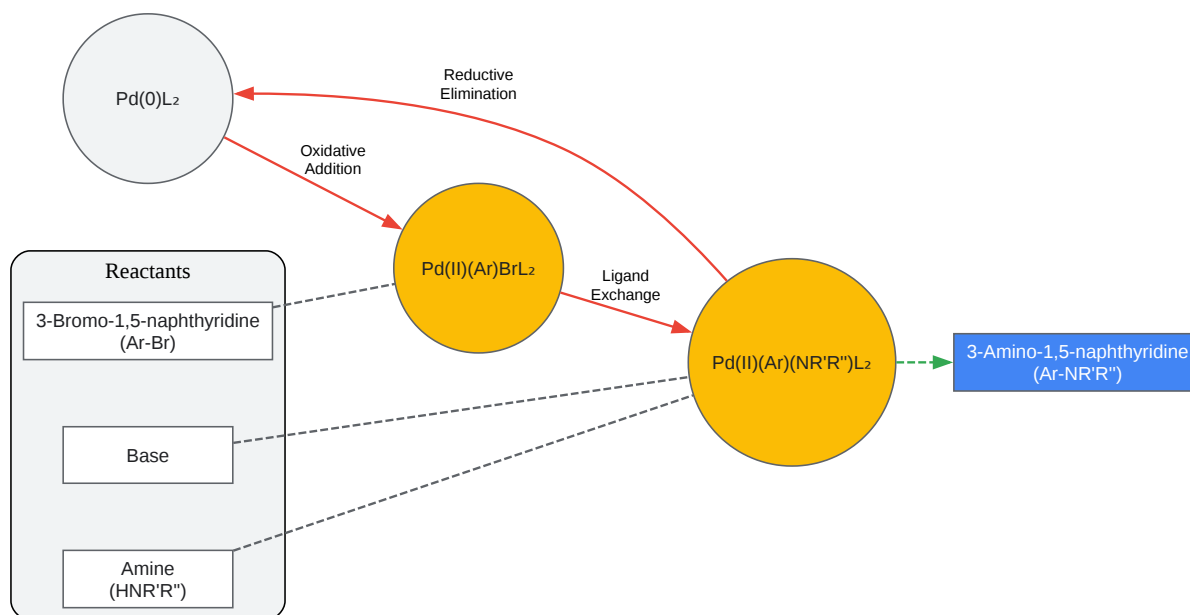 Pd(0)L₂
Reductive
Elimination
Oxidative
Addition
Pd(II)(Ar)BrL₂
Ligand
Exchange
Pd(II)(Ar)(NR'R")L₂
3-Amino-1,5-naphthyridine
(Ar-NR'R")
Reactants
3-Bromo-1,5-naphthyridine
(Ar-Br)
Base
Amine
(HNR'R")